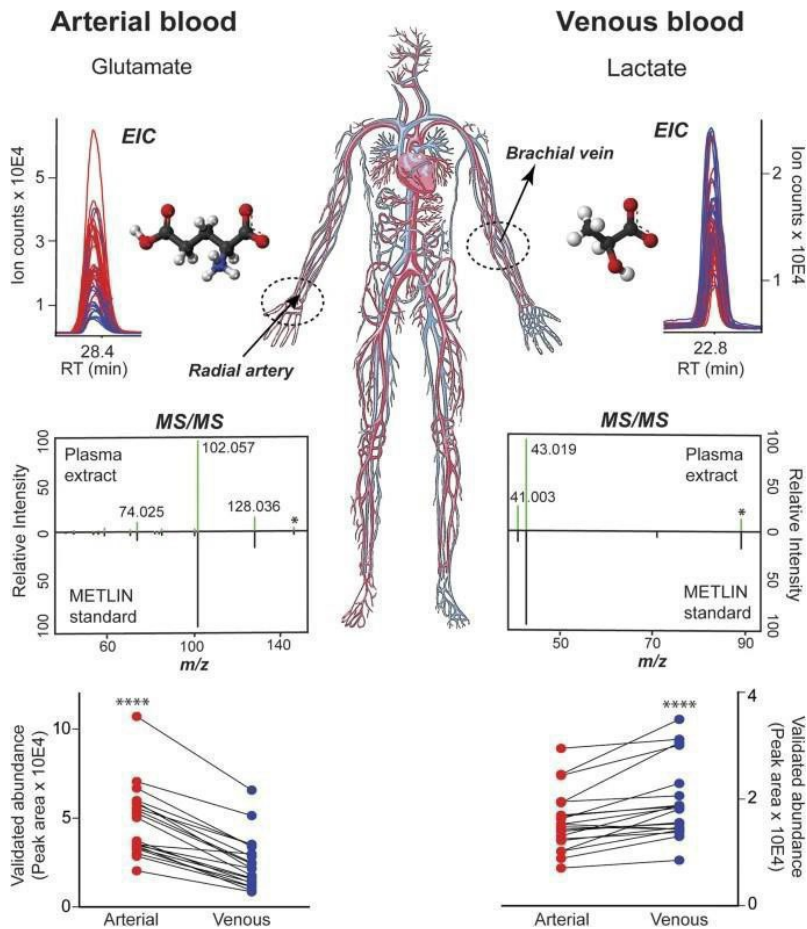 Arterial blood
Glutamate
Venous blood
Lactate
EIC
Ion counts x 10E4
5
3
1
28.4
RT (min)
Radial artery
Brachial vein
EIC
Ion counts x 10E4
2
1
22.8
RT (min)
MS/MS
Relative Intensity
100
50
0
50
100
Plasma
extract
102.057
74.025
128.036
*
METLIN
standard
60
100
140
m/z
MS/MS
43.019
41.003
Plasma
extract
*
METLIN
standard
100
50
0
50
100
Relative Intensity
50
70
90
m/z
Validated abundance
(Peak area x 10E4)
10
5
0
****
Arterial
Venous
****
4
2
0
Validated abundance
(Peak area x 10E4)
Arterial
Venous